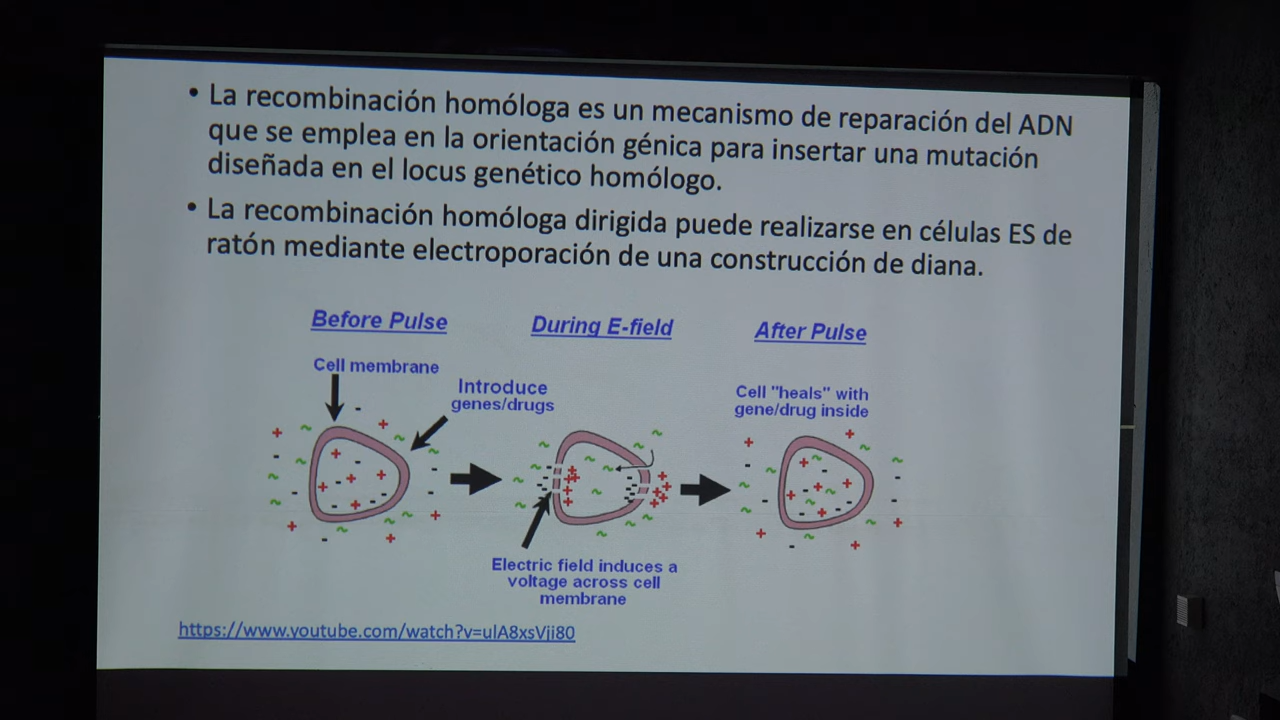 • La recombinación homóloga es un mecanismo de reparación del ADN
que se emplea en la orientación génica para insertar una mutación
diseñada en el locus genético homólogo.
• La recombinación homóloga dirigida puede realizarse en células ES de
ratón mediante electroporación de una construcción de diana.
Before Pulse
During E-field
After Pulse
Cell membrane
Introduce
genes/drugs
Cell "heals" with
gene/drug inside
Electric field induces a
voltage across cell
membrane
https://www.youtube.com/watch?v=ulA8xsVji80